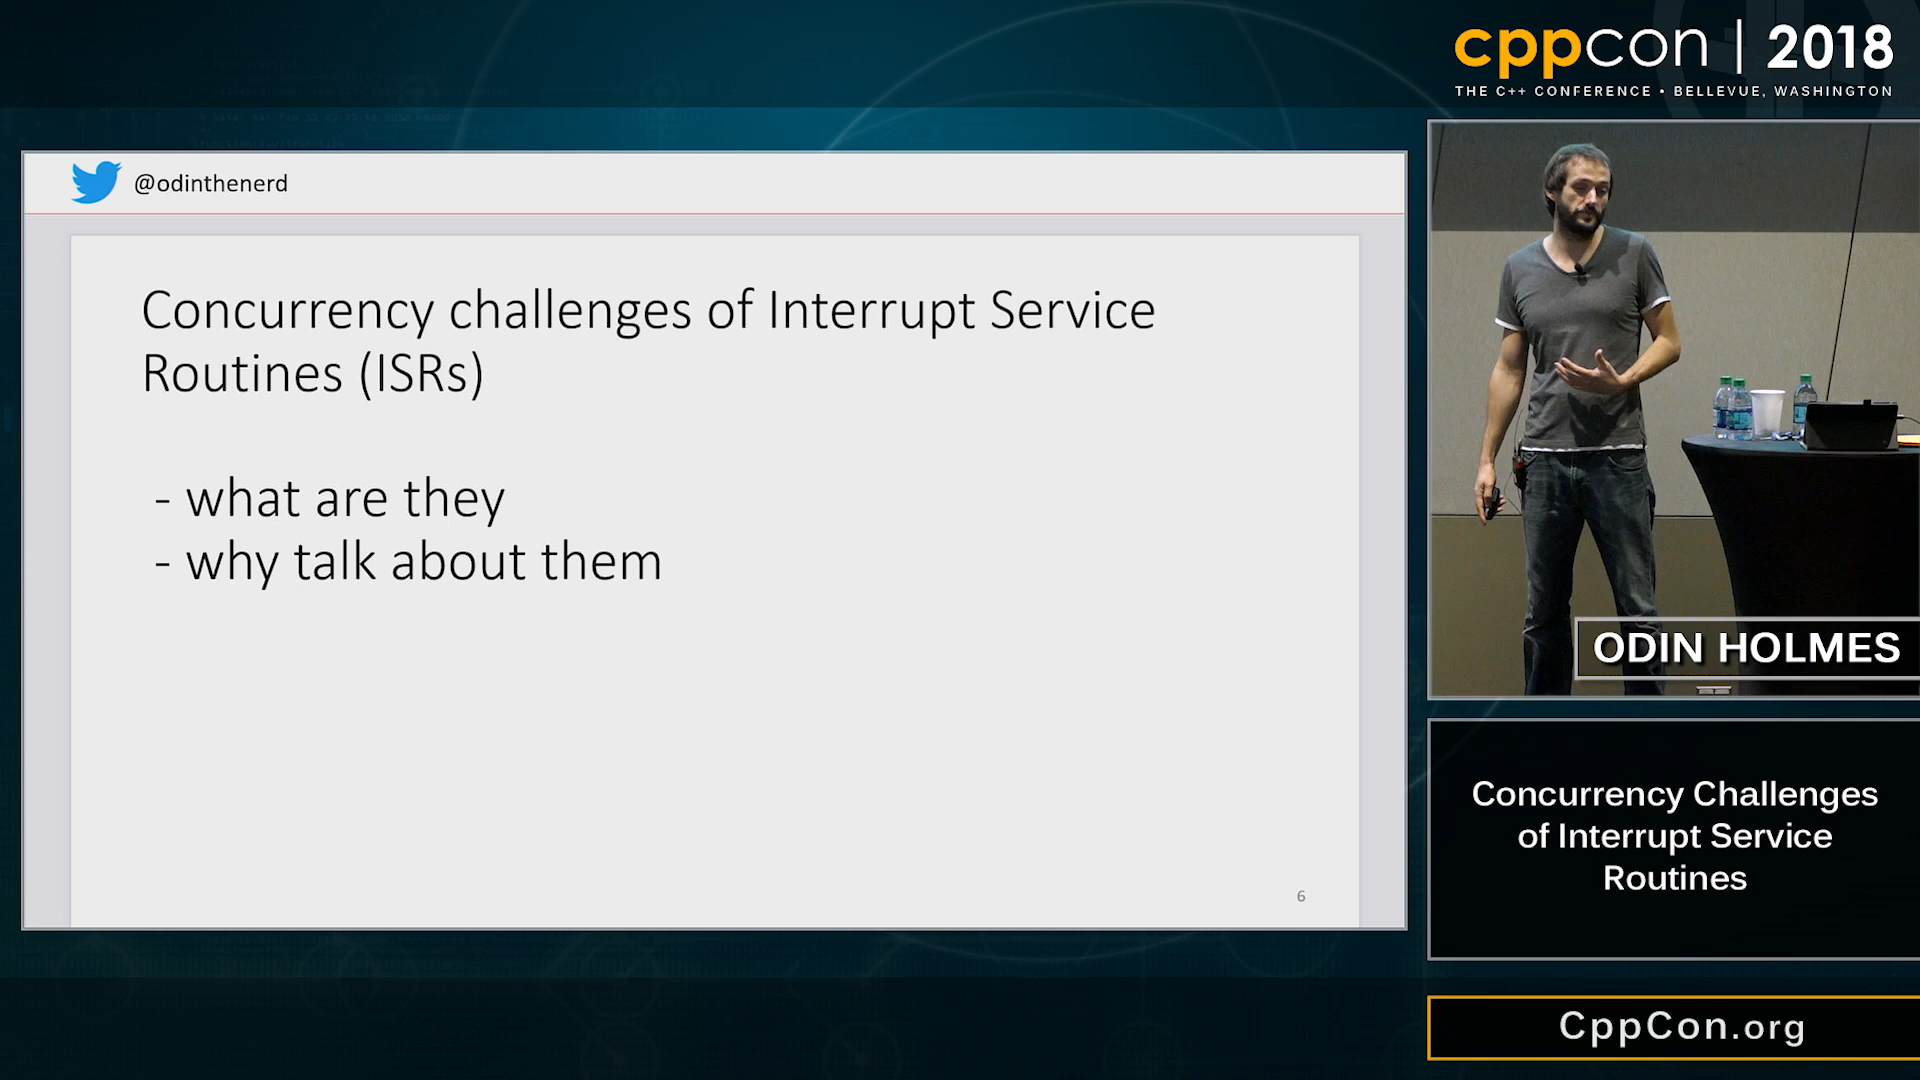 cppcon | 2018
THE C++ CONFERENCE • BELLEVUE, WASHINGTON
@odinthenerd
Concurrency challenges of Interrupt Service
Routines (ISRs)
- what are they
- why talk about them
6
ODIN HOLMES
Concurrency Challenges
of Interrupt Service
Routines
CppCon.org